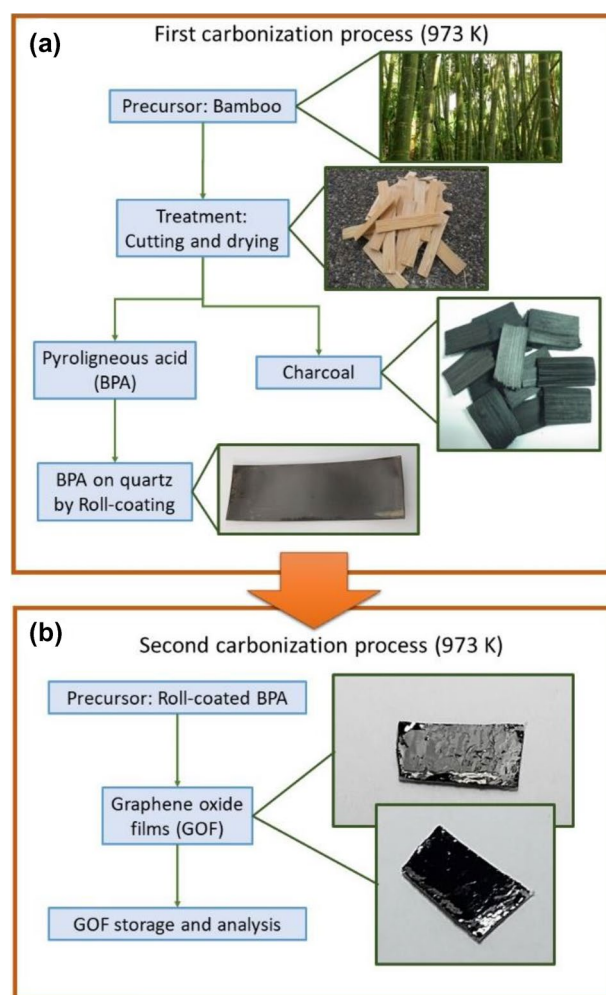 (a)
First carbonization process (973 K)
Precursor: Bamboo
Treatment:
Cutting and drying
Pyroligneous acid
(BPA)
Charcoal
BPA on quartz
by Roll-coating
(b)
Second carbonization process (973 K)
Precursor: Roll-coated BPA
Graphene oxide
films (GOF)
GOF storage and analysis